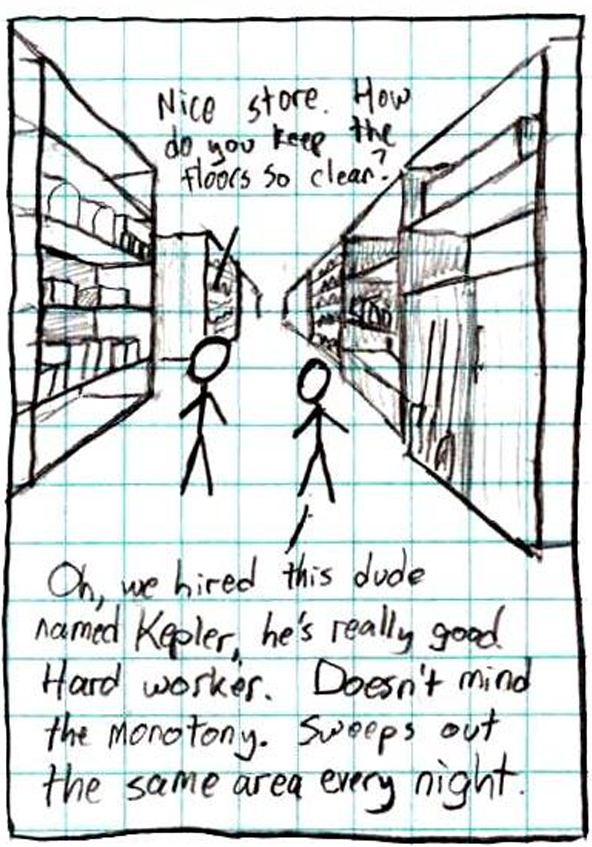 Nice store. How
do you keep the
floors so clean?
Oh, we hired this dude
named Kepler, he's really good.
Hard worker. Doesn't mind
the monotony. Sweeps out
the same area every night.